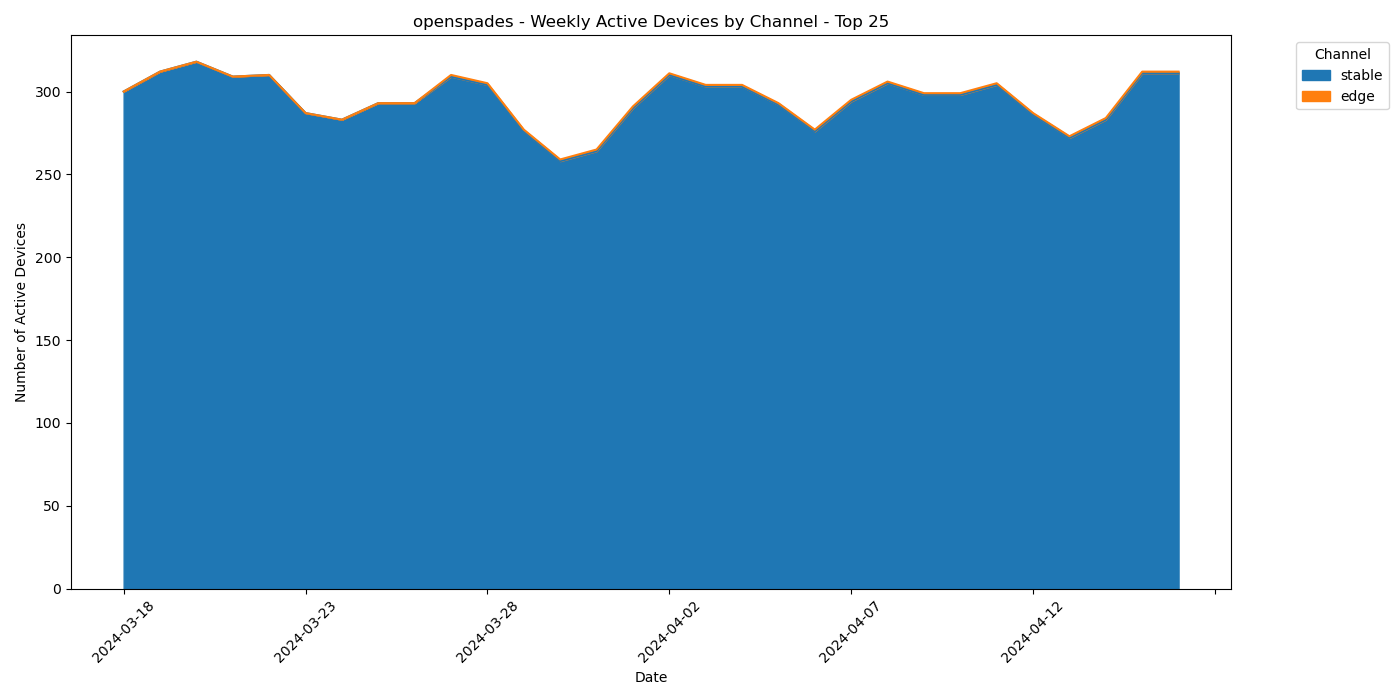 openspades - Weekly Active Devices by Channel - Top 25
Channel
stable
edge
Number of Active Devices
300
250
200
150
100
50
0
2024-03-18
2024-03-23
2024-03-28
2024-04-02
2024-04-07
2024-04-12
Date